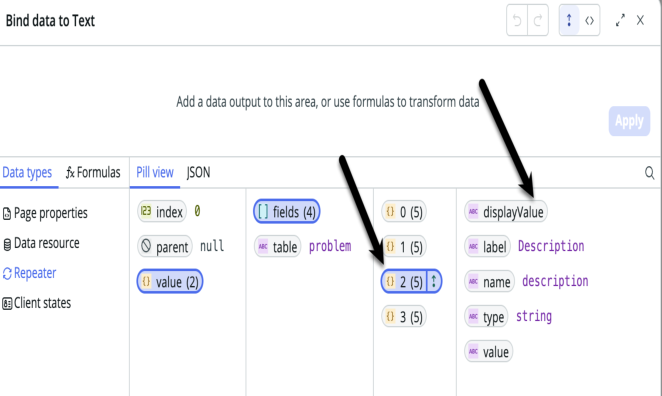 Bind data to Text
Add a data output to this area, or use formulas to transform data
Apply
Data types
fx Formulas
Pill view
JSON
Page properties
Data resource
Repeater
Client states
123 index 0
parent null
{} value (2)
[] fields (4)
ABC table problem
{} 0 (5)
{} 1 (5)
{} 2 (5)
{} 3 (5)
ABC displayValue
ABC label Description
ABC name description
ABC type string
ABC value